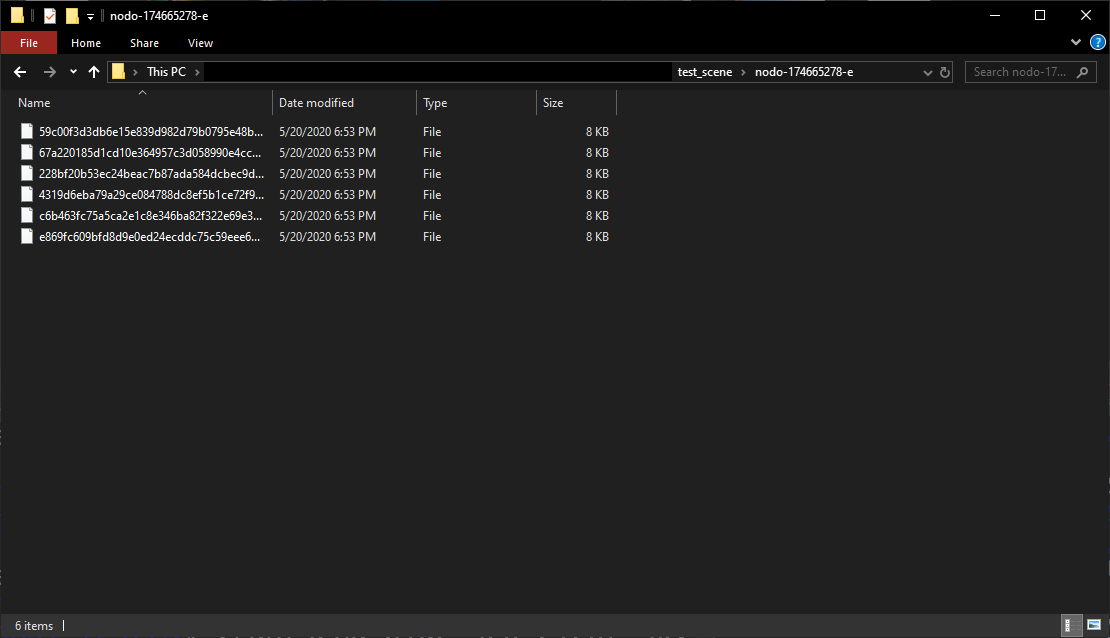 nodo-174665278-e
File Home Share View
This PC test_scene nodo-174665278-e Search nodo-17...
Name Date modified Type Size
59c00f3d3db6e15e839d982d79b0795e48b... 5/20/2020 6:53 PM File 8 KB
67a220185d1cd10e364957c3d058990e4cc... 5/20/2020 6:53 PM File 8 KB
228bf20b53ec24beac7b87ada584dcbec9d... 5/20/2020 6:53 PM File 8 KB
4319d6eba79a29ce084788dc8ef5b1ce72f9... 5/20/2020 6:53 PM File 8 KB
c6b463fc75a5ca2e1c8e346ba82f322e69e3... 5/20/2020 6:53 PM File 8 KB
e869fc609bfd8d9e0ed24ecddc75c59eee6... 5/20/2020 6:53 PM File 8 KB
6 items